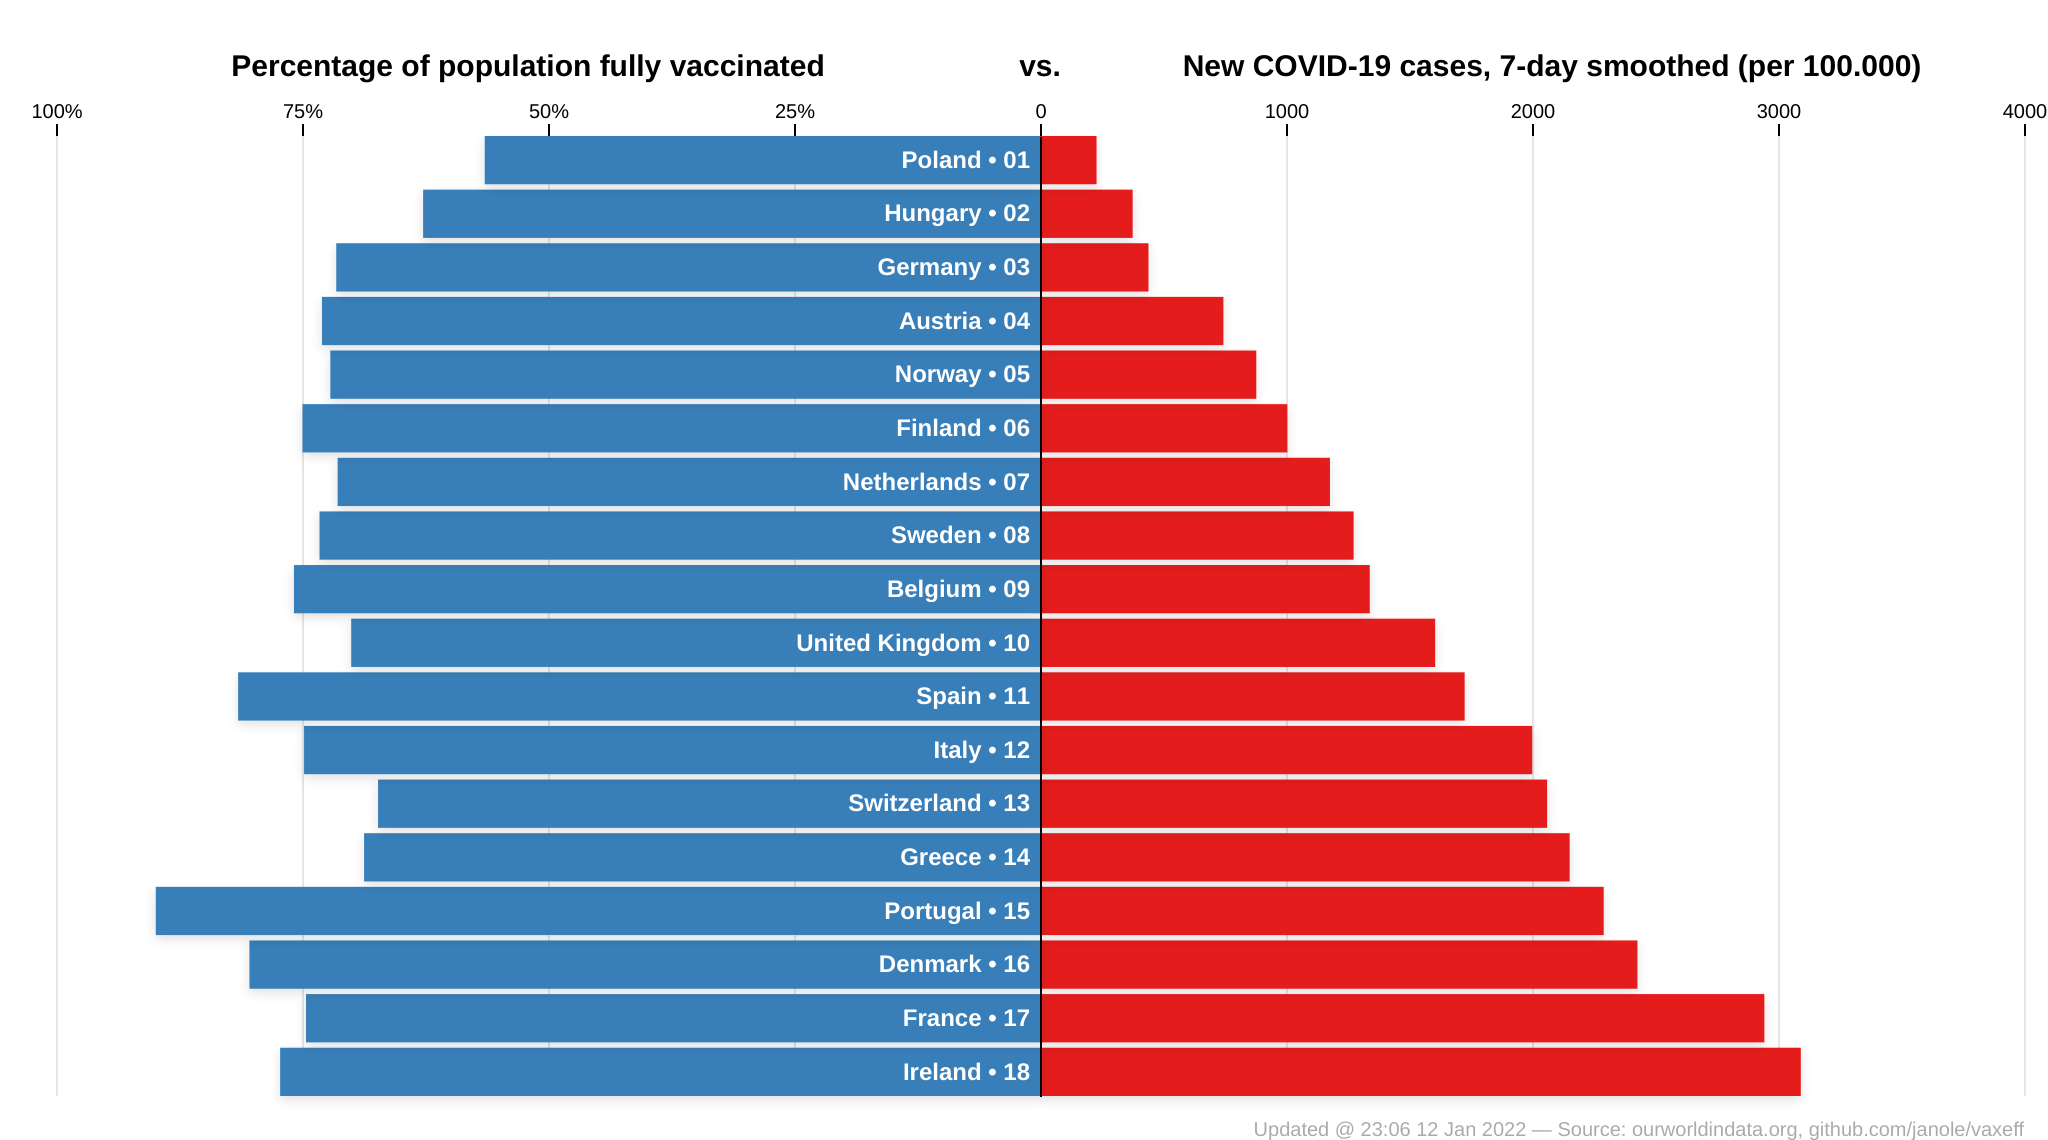 Percentage of population fully vaccinated vs. New COVID-19 cases, 7-day smoothed (per 100.000)
100% 75% 50% 25% 0 1000 2000 3000 4000
Poland • 01
Hungary • 02
Germany • 03
Austria • 04
Norway • 05
Finland • 06
Netherlands • 07
Sweden • 08
Belgium • 09
United Kingdom • 10
Spain • 11
Italy • 12
Switzerland • 13
Greece • 14
Portugal • 15
Denmark • 16
France • 17
Ireland • 18
Updated @ 23:06 12 Jan 2022 — Source: ourworldindata.org, github.com/janole/vaxeff